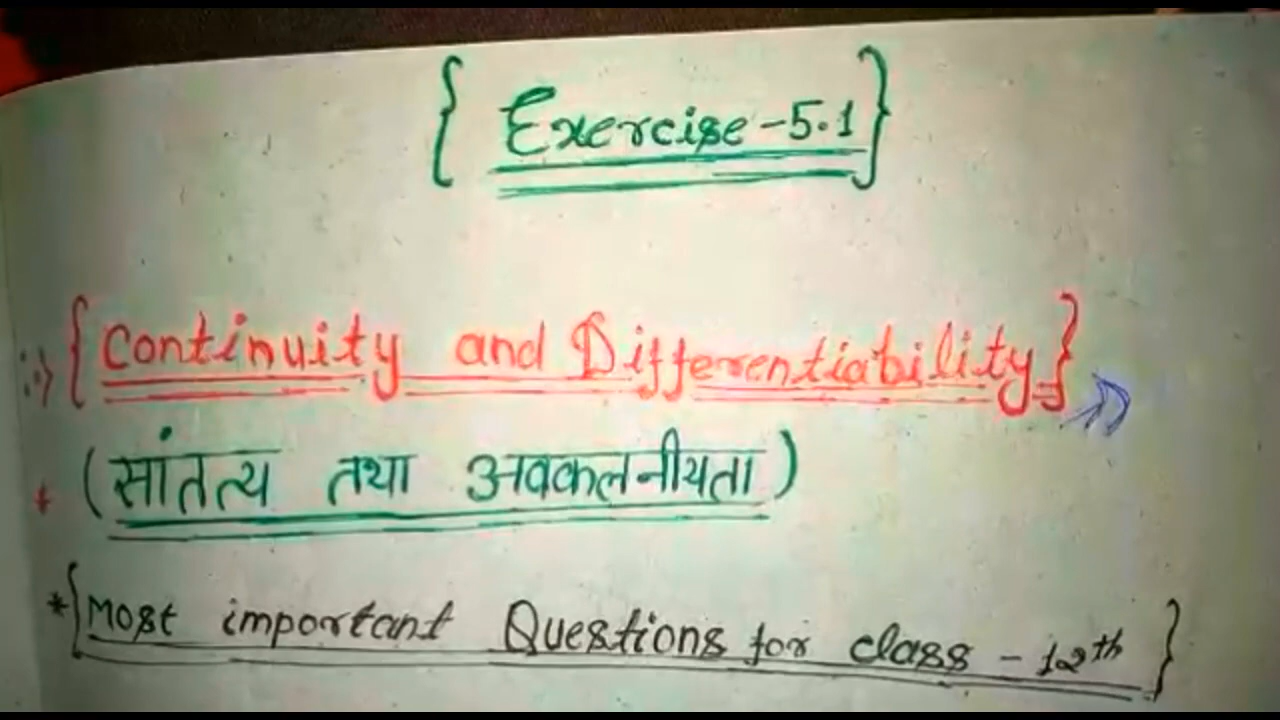 { Exercise - 5.1 }
:→ { Continuity and Differentiability } >>
* ( सांतत्य तथा अवकलनीयता )
* { Most important Questions for class - 12th }